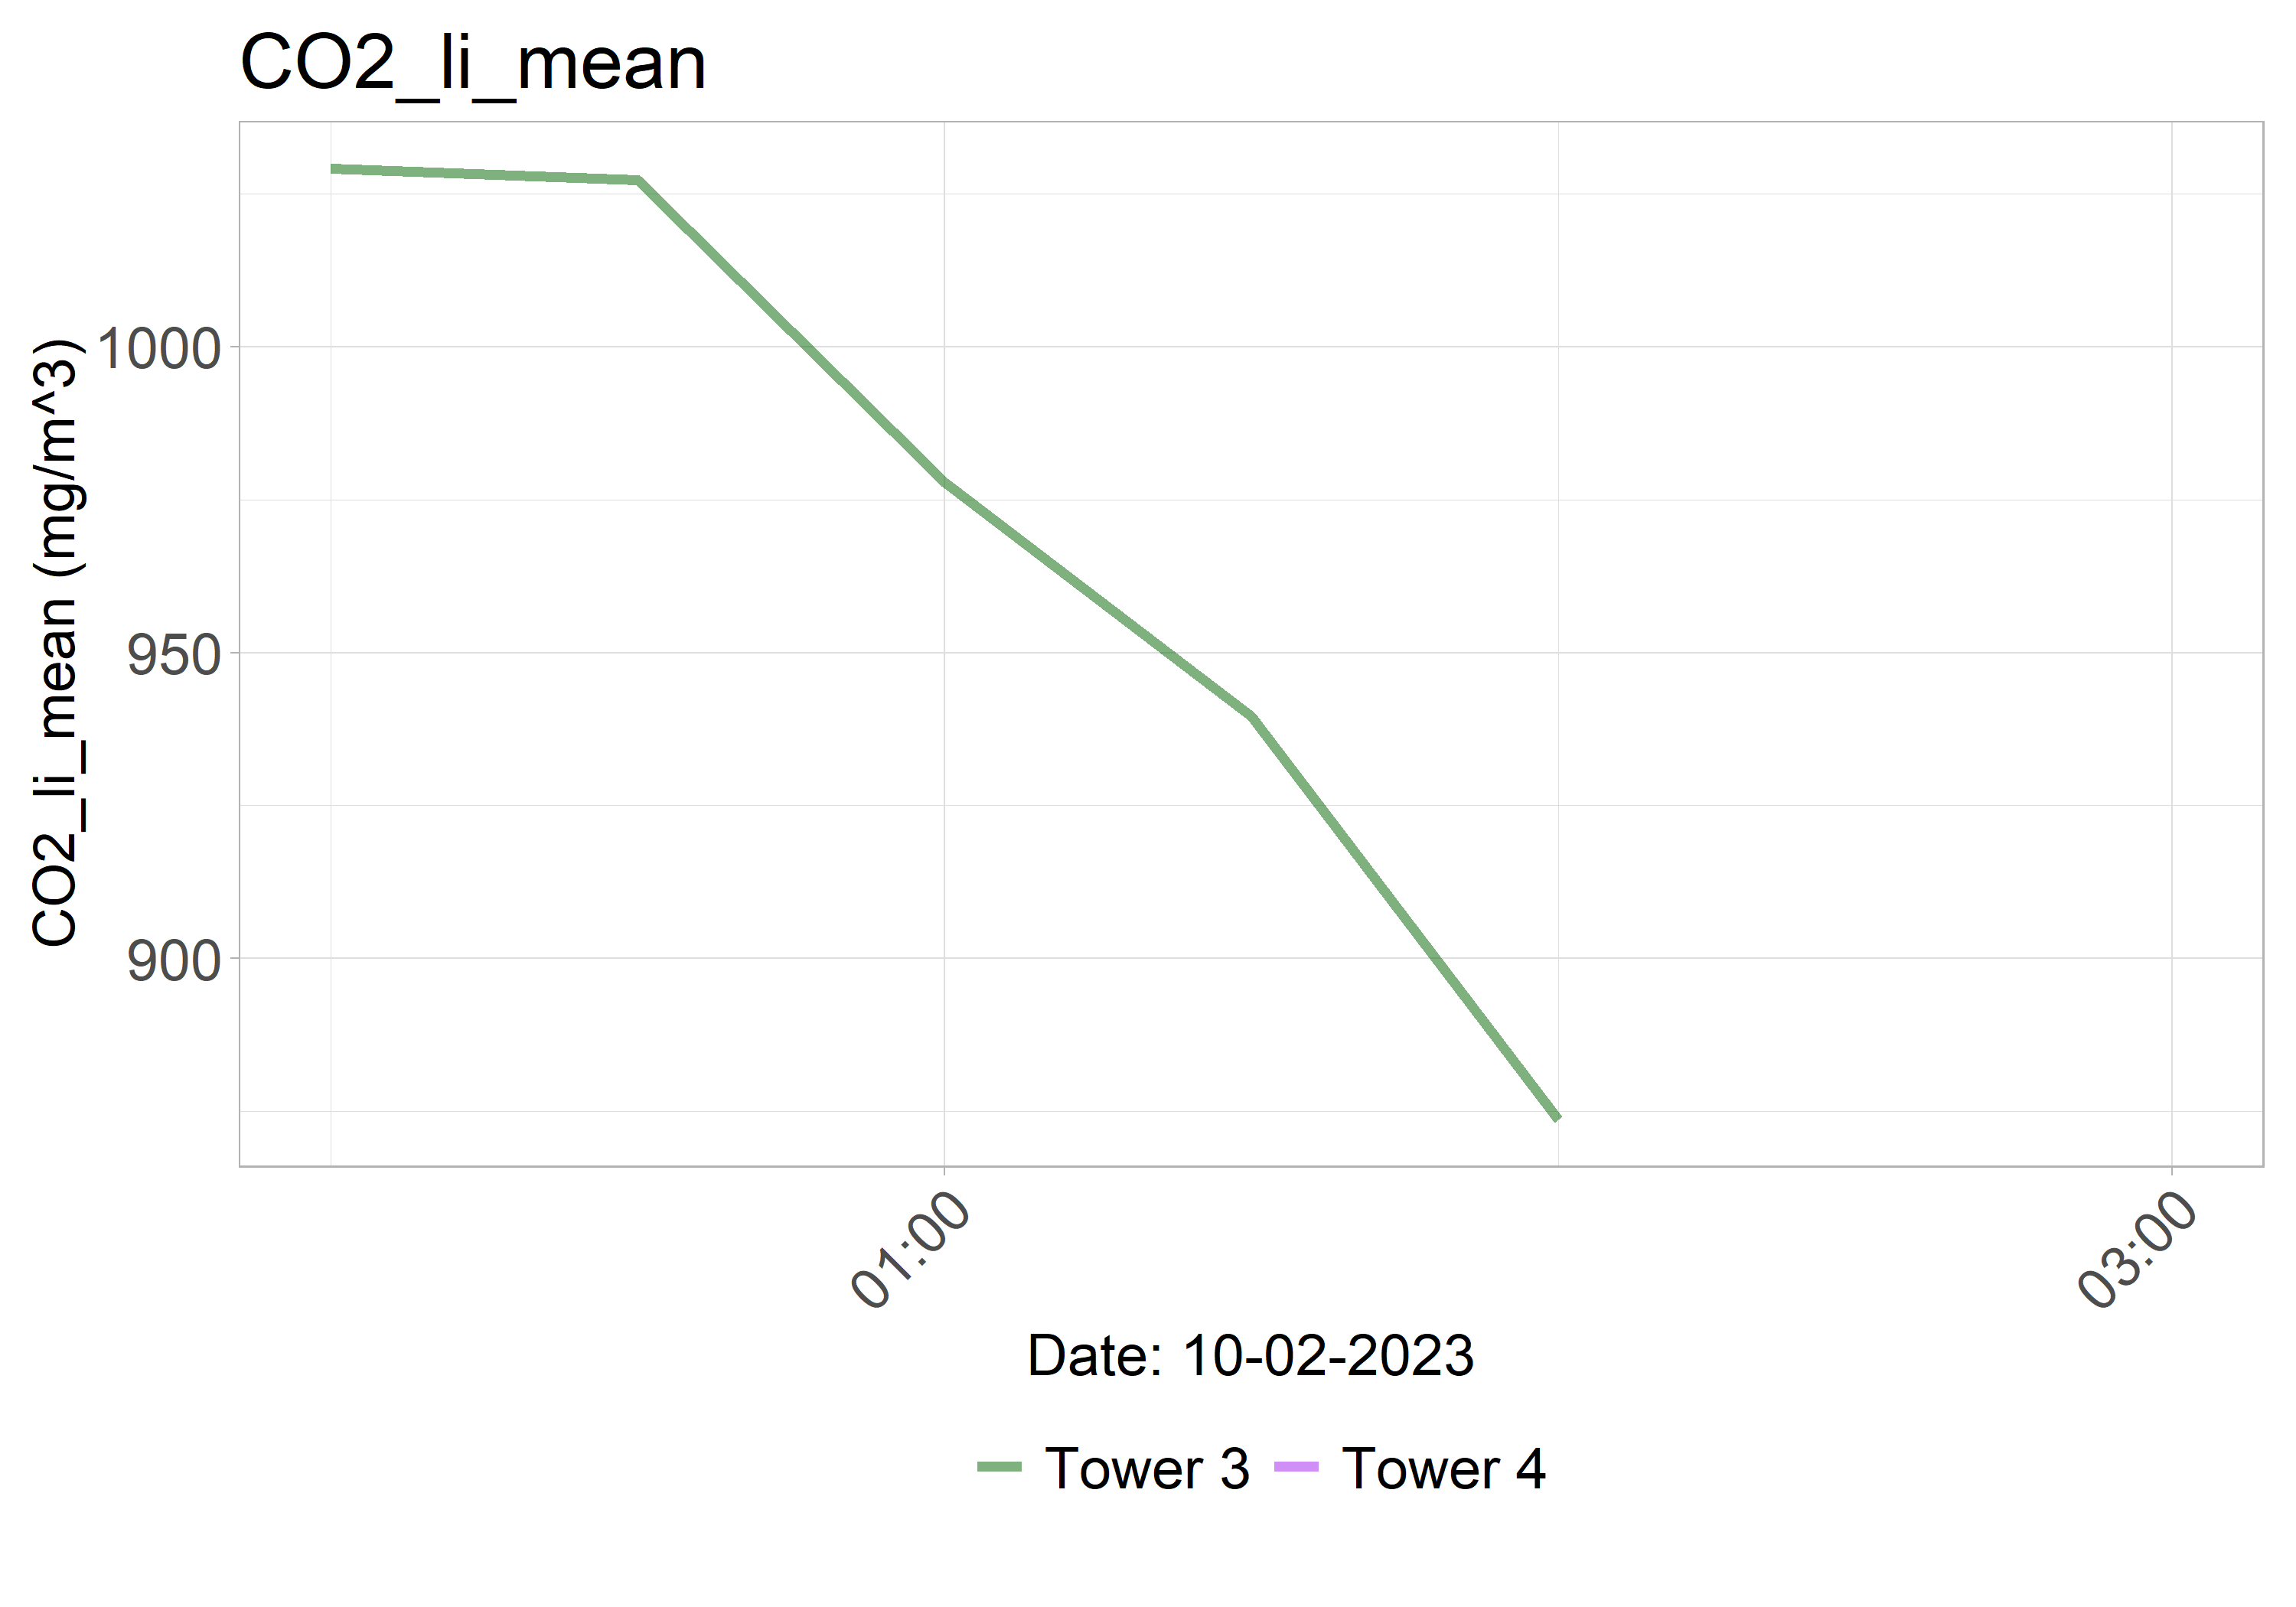 CO2_li_mean
CO2_li_mean (mg/m^3)
1000
950
900
01:00
03:00
Date: 10-02-2023
Tower 3
Tower 4